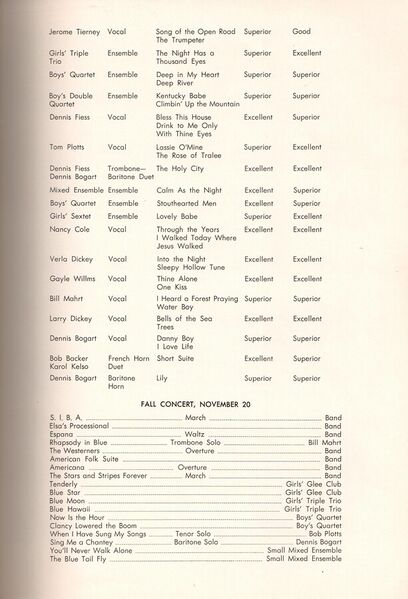 Jerome Tierney Vocal Song of the Open Road Superior Good
The Trumpeter
Girls' Triple Ensemble The Night Has a Superior Excellent
Trio Thousand Eyes
Boys' Quartet Ensemble Deep in My Heart Superior Superior
Deep River
Boy's Double Ensemble Kentucky Babe Superior Superior
Quartet Climbin' Up the Mountain
Dennis Fiess Vocal Bless This House Excellent Superior
Drink to Me Only
With Thine Eyes
Tom Plotts Vocal Lassie O'Mine Superior Superior
The Rose of Tralee
Dennis Fiess Trombone— The Holy City Excellent Excellent
Dennis Bogart Baritone Duet
Mixed Ensemble Ensemble Calm As the Night Excellent Superior
Boys' Quartet Ensemble Stouthearted Men Excellent Superior
Girls' Sextet Ensemble Lovely Babe Excellent Superior
Nancy Cole Vocal Through the Years Excellent Excellent
I Walked Today Where
Jesus Walked
Verla Dickey Vocal Into the Night Excellent Excellent
Sleepy Hollow Tune
Gayle Willms Vocal Thine Alone Excellent Excellent
One Kiss
Bill Mahrt Vocal I Heard a Forest Praying Superior Superior
Water Boy
Larry Dickey Vocal Bells of the Sea Excellent Excellent
Trees
Dennis Bogart Vocal Danny Boy Superior Superior
I Love Life
Bob Backer French Horn Short Suite Excellent Excellent
Karol Kelso Duet
Dennis Bogart Baritone Lily Superior Superior
Horn
FALL CONCERT, NOVEMBER 20
S. I. B. A. March Band
Elsa's Processional Band
Espana Waltz Band
Rhapsody in Blue Trombone Solo Bill Mahrt
The Westerners Overture Band
American Folk Suite Band
Americana Overture Band
The Stars and Stripes Forever March Band
Tenderly Girls' Glee Club
Blue Star Girls' Glee Club
Blue Moon Girls' Triple Trio
Blue Hawaii Girls' Triple Trio
Now Is the Hour Boys' Quartet
Clancy Lowered the Boom Boy's Quartet
When I Have Sung My Songs Tenor Solo Bob Plotts
Sing Me a Chantey Baritone Solo Dennis Bogart
You'll Never Walk Alone Small Mixed Ensemble
The Blue Tail Fly Small Mixed Ensemble